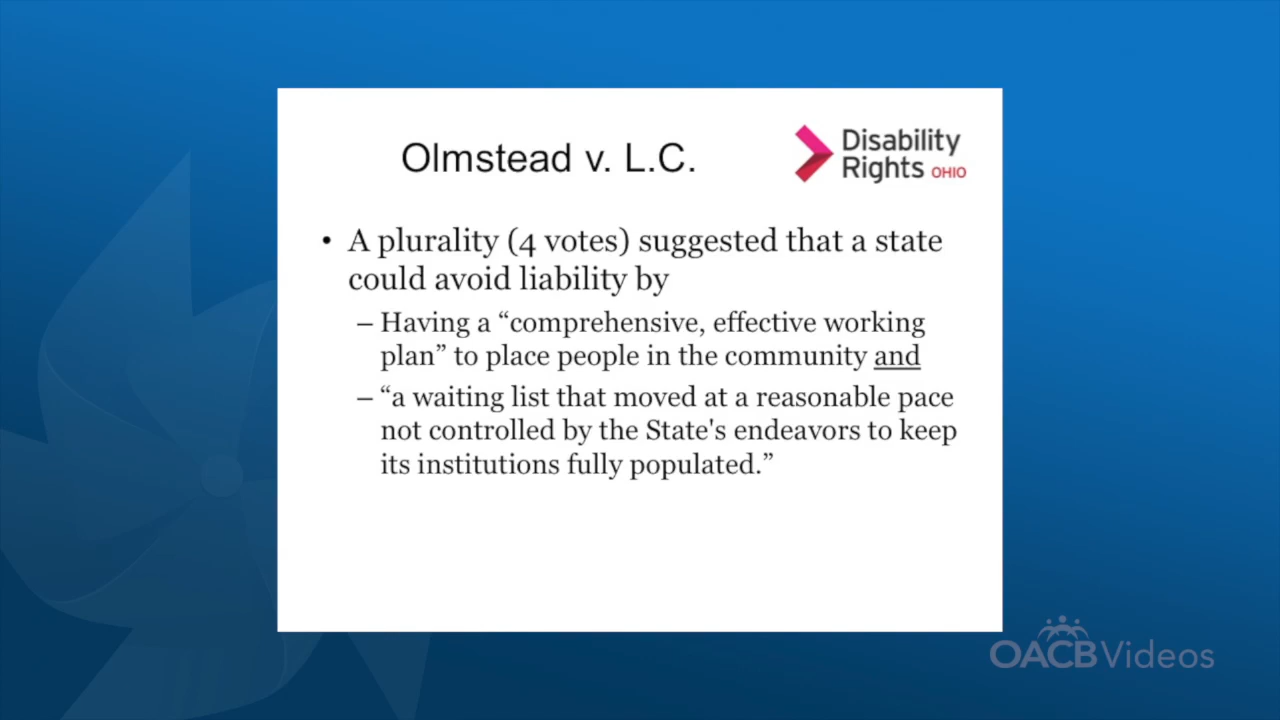 Olmstead v. L.C.
Disability
Rights OHIO
• A plurality (4 votes) suggested that a state
could avoid liability by
– Having a “comprehensive, effective working
plan” to place people in the community and
– “a waiting list that moved at a reasonable pace
not controlled by the State's endeavors to keep
its institutions fully populated.”
OACBVideos